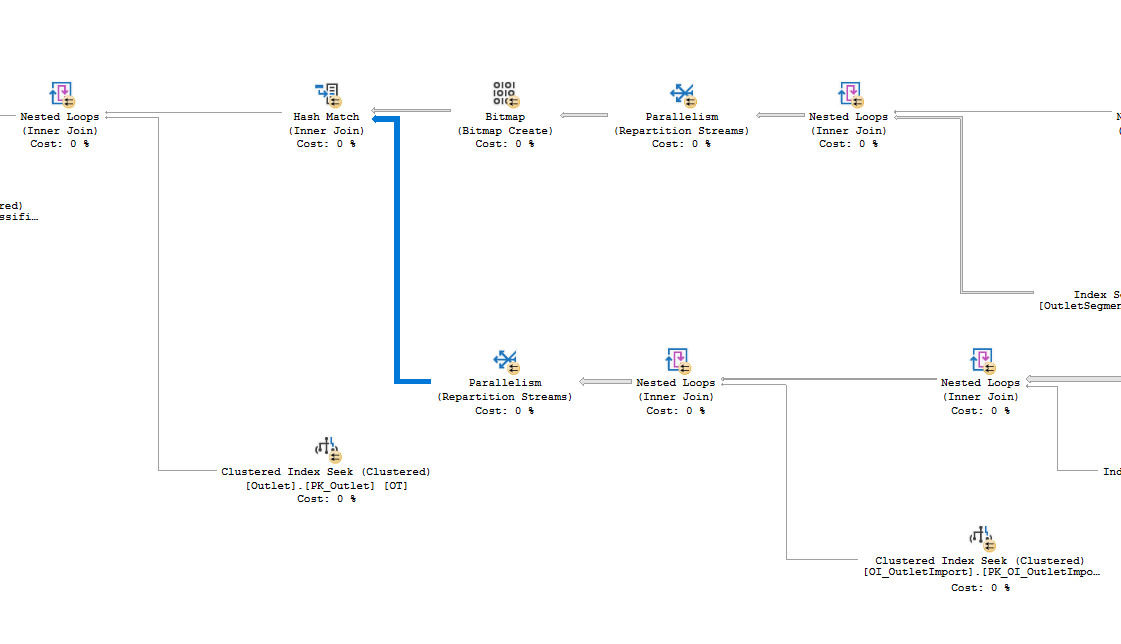 Nested Loops
(Inner Join)
Cost: 0 %
Hash Match
(Inner Join)
Cost: 0 %
Bitmap
(Bitmap Create)
Cost: 0 %
Parallelism
(Repartition Streams)
Cost: 0 %
Nested Loops
(Inner Join)
Cost: 0 %
N
(
red)
ssifi…
Index S
[OutletSegmen
Parallelism
(Repartition Streams)
Cost: 0 %
Nested Loops
(Inner Join)
Cost: 0 %
Nested Loops
(Inner Join)
Cost: 0 %
Clustered Index Seek (Clustered)
[Outlet].[PK_Outlet] [OT]
Cost: 0 %
Ind
Clustered Index Seek (Clustered)
[OI_OutletImport].[PK_OI_OutletImpo…
Cost: 0 %